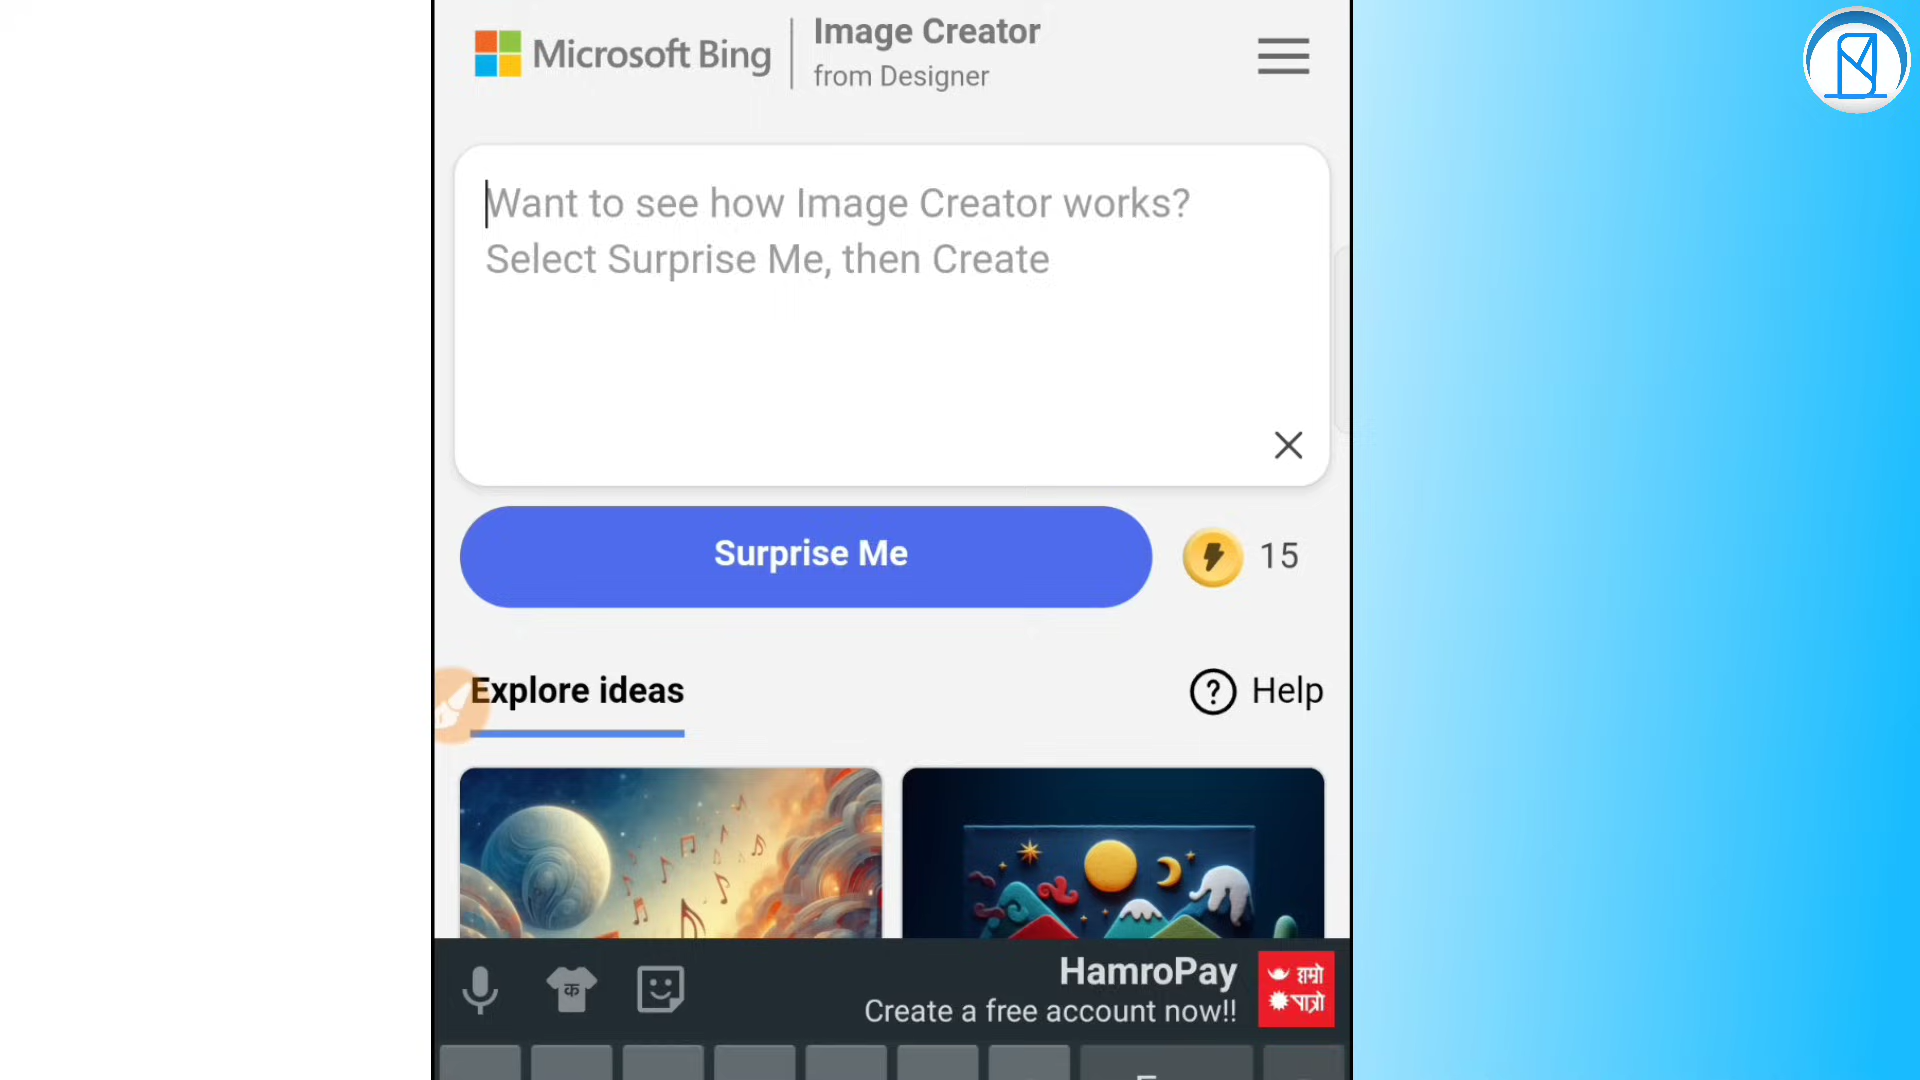 Microsoft Bing
Image Creator
from Designer
Want to see how Image Creator works?
Select Surprise Me, then Create
Surprise Me
15
Explore ideas
Help
क
HamroPay
Create a free account now!!
हाम्रो
पात्रो